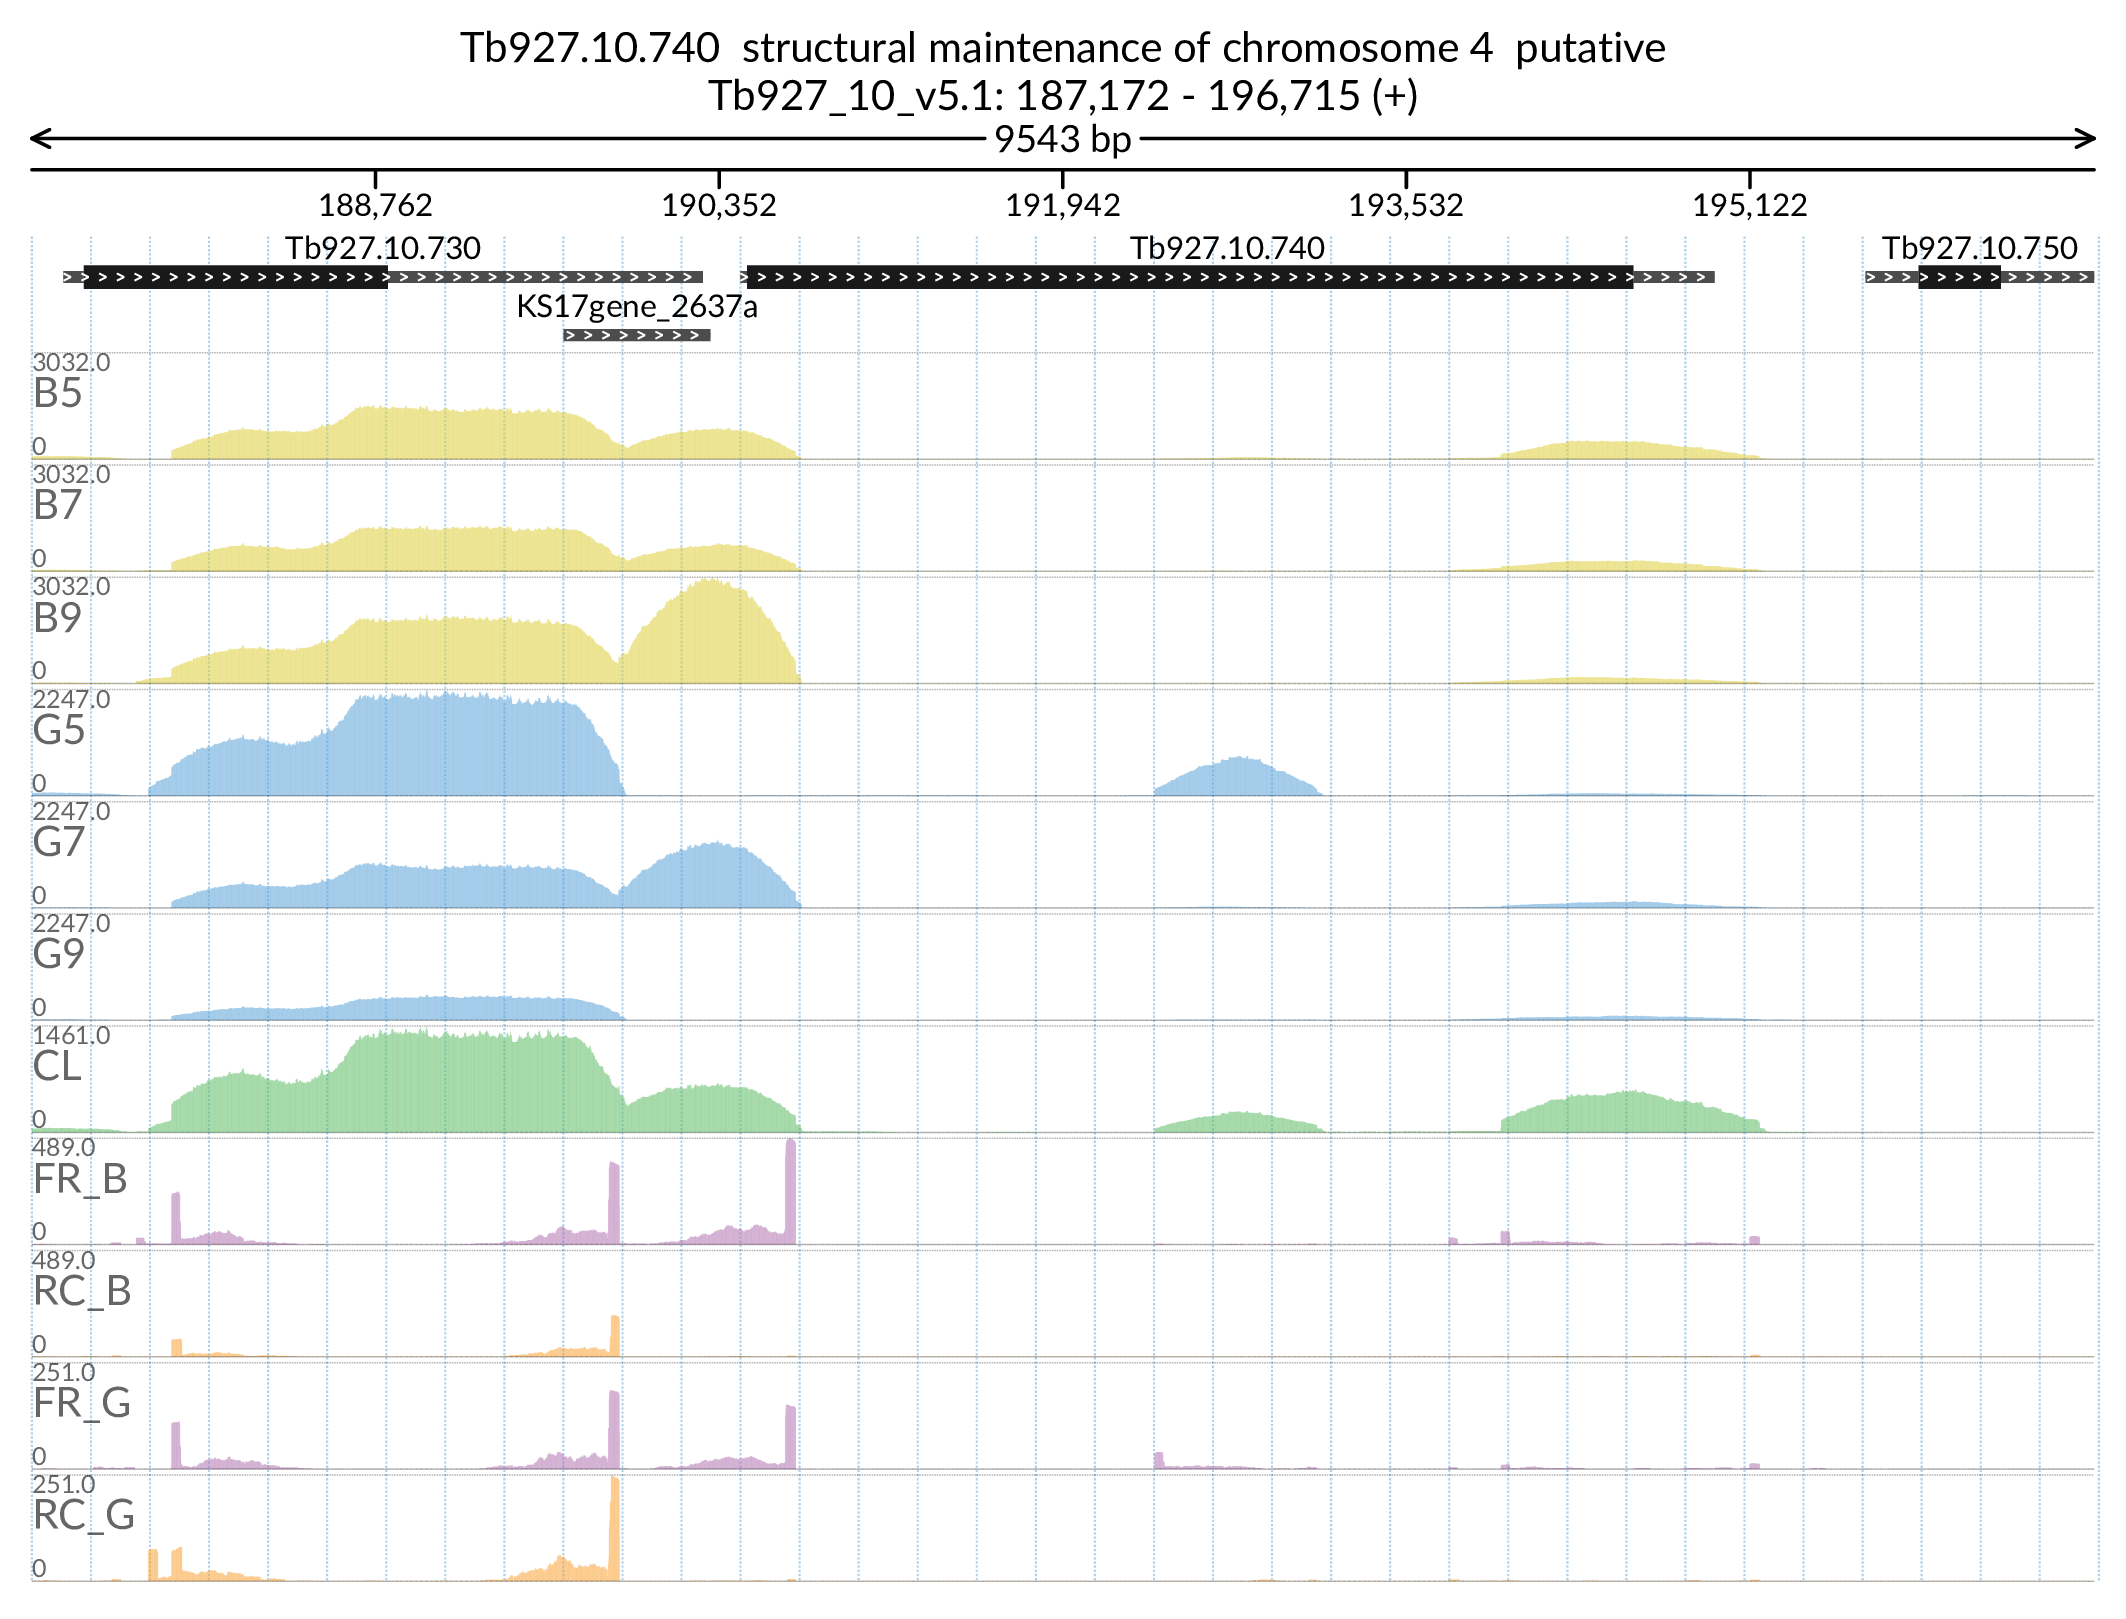 Tb927.10.740  structural maintenance of chromosome 4  putative
Tb927_10_v5.1: 187,172 - 196,715 (+)
9543 bp
188,762 190,352 191,942 193,532 195,122
Tb927.10.730 Tb927.10.740 Tb927.10.750
KS17gene_2637a
3032.0
B5
0
3032.0
B7
0
3032.0
B9
0
2247.0
G5
0
2247.0
G7
0
2247.0
G9
0
1461.0
CL
0
489.0
FR_B
0
489.0
RC_B
0
251.0
FR_G
0
251.0
RC_G
0